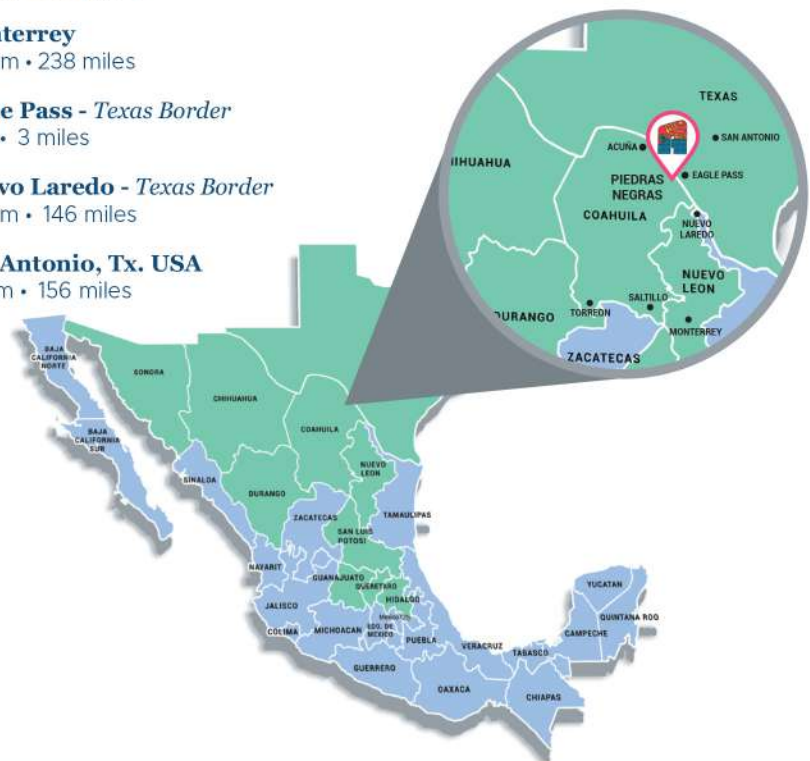 terrey
m • 238 miles
e Pass - Texas Border
• 3 miles
vo Laredo - Texas Border
m • 146 miles
Antonio, Tx. USA
m • 156 miles
TEXAS
SAN ANTONIO
ACUÑA
IHUAHUA
EAGLE PASS
PIEDRAS
NEGRAS
COAHUILA
NUEVO
LAREDO
NUEVO
LEON
SALTILLO
DURANGO
TORREON
MONTERREY
ZACATECAS
BAJA
CALIFORNIA
NORTE
SONORA
CHIHUAHUA
COAHUILA
BAJA
CALIFORNIA
SUR
NUEVO
LEON
SINALOA
DURANGO
ZACATECAS
TAMAULIPAS
SAN LUIS
POTOSI
NAYARIT
GUANAJUATO
QUERETARO
HIDALGO
JALISCO
COLIMA
MICHOACAN
EDO. DE
MEXICO
PUEBLA
VERACRUZ
TABASCO
YUCATAN
QUINTANA ROO
CAMPECHE
GUERRERO
OAXACA
CHIAPAS